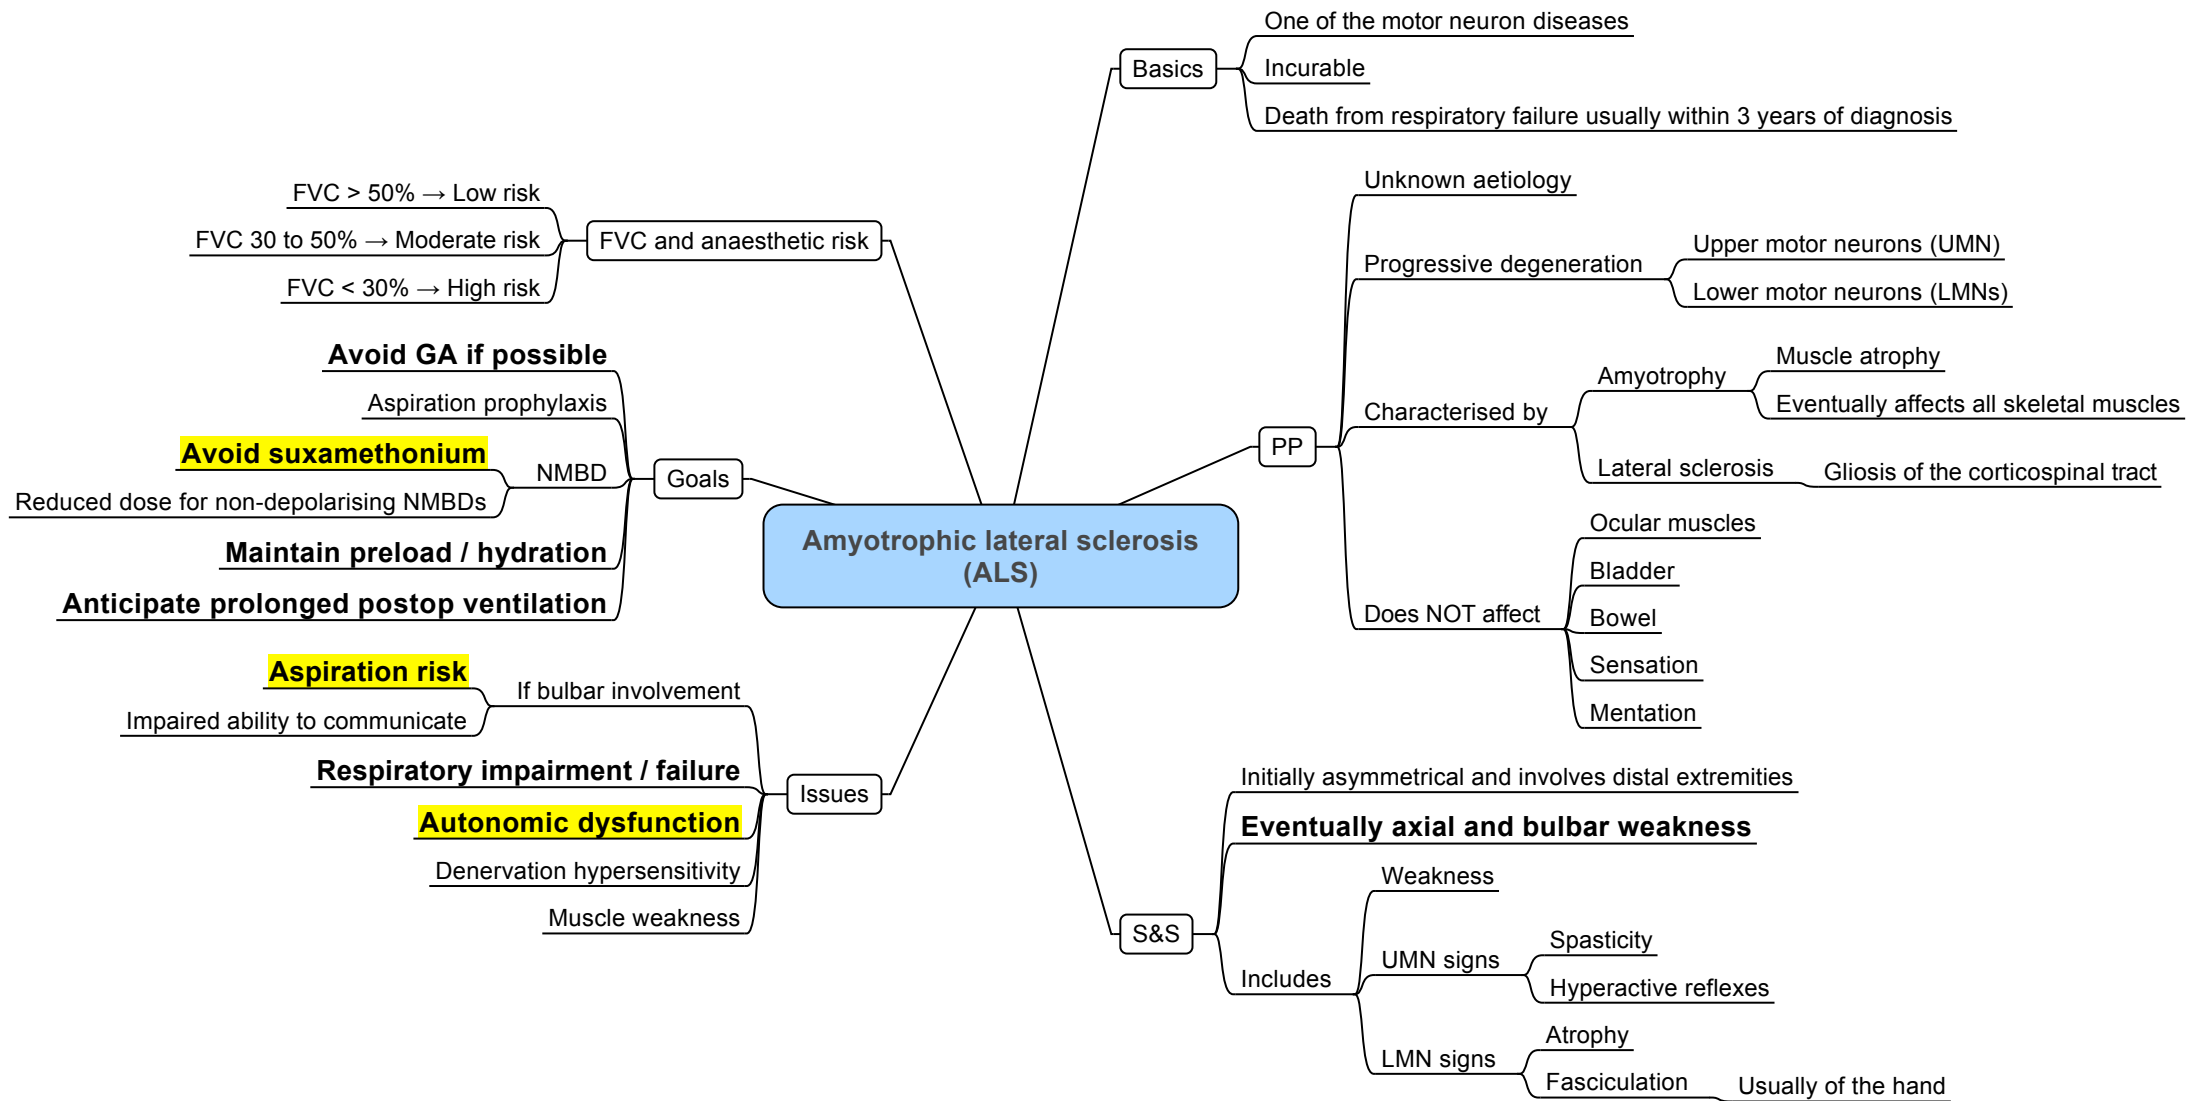 Amyotrophic lateral sclerosis
(ALS)
Basics
One of the motor neuron diseases
Incurable
Death from respiratory failure usually within 3 years of diagnosis
PP
Unknown aetiology
Progressive degeneration
Upper motor neurons (UMN)
Lower motor neurons (LMNs)
Characterised by
Amyotrophy
Muscle atrophy
Eventually affects all skeletal muscles
Lateral sclerosis
Gliosis of the corticospinal tract
Does NOT affect
Ocular muscles
Bladder
Bowel
Sensation
Mentation
S&S
Initially asymmetrical and involves distal extremities
Eventually axial and bulbar weakness
Includes
Weakness
UMN signs
Spasticity
Hyperactive reflexes
LMN signs
Atrophy
Fasciculation
Usually of the hand
FVC and anaesthetic risk
FVC > 50% → Low risk
FVC 30 to 50% → Moderate risk
FVC < 30% → High risk
Goals
Avoid GA if possible
Aspiration prophylaxis
NMBD
Avoid suxamethonium
Reduced dose for non-depolarising NMBDs
Maintain preload / hydration
Anticipate prolonged postop ventilation
Issues
If bulbar involvement
Aspiration risk
Impaired ability to communicate
Respiratory impairment / failure
Autonomic dysfunction
Denervation hypersensitivity
Muscle weakness